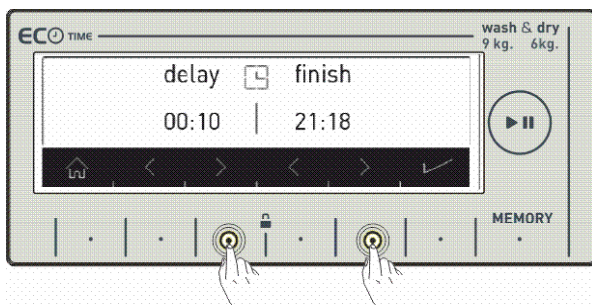 ECO TIME
wash & dry
9 kg. 6kg.
delay finish
00:10 | 21:18
MEMORY